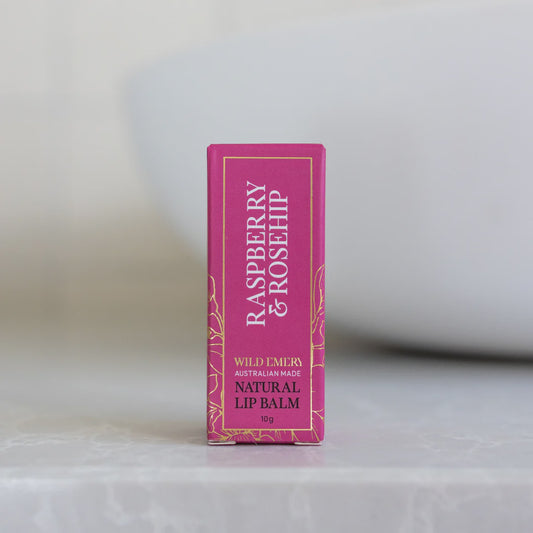 RASPBERRY
& ROSEHIP
WILD EMERY
AUSTRALIAN MADE
NATURAL
LIP BALM
10g